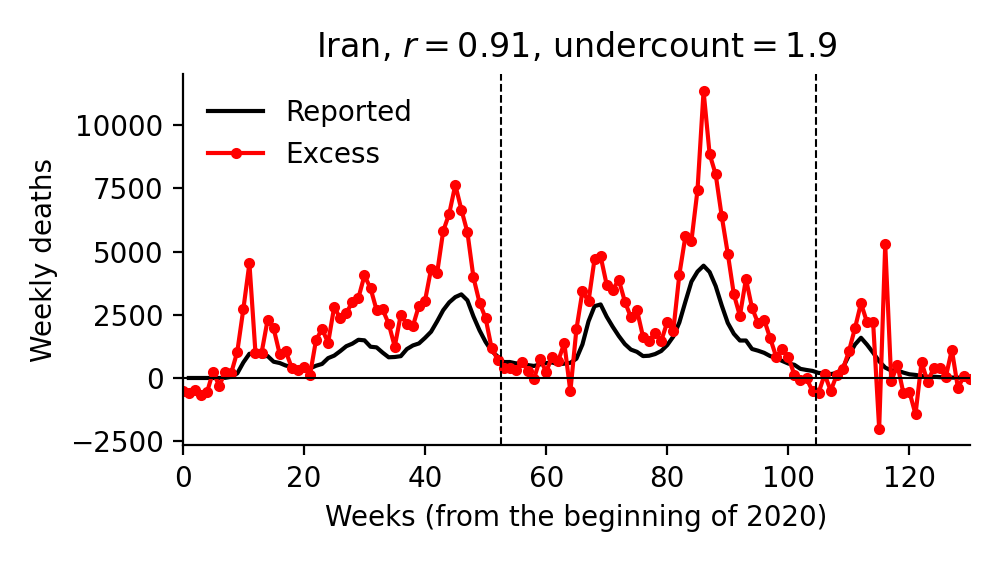 Iran, r = 0.91, undercount = 1.9
Reported
Excess
Weekly deaths
10000
7500
5000
2500
0
−2500
0 20 40 60 80 100 120
Weeks (from the beginning of 2020)